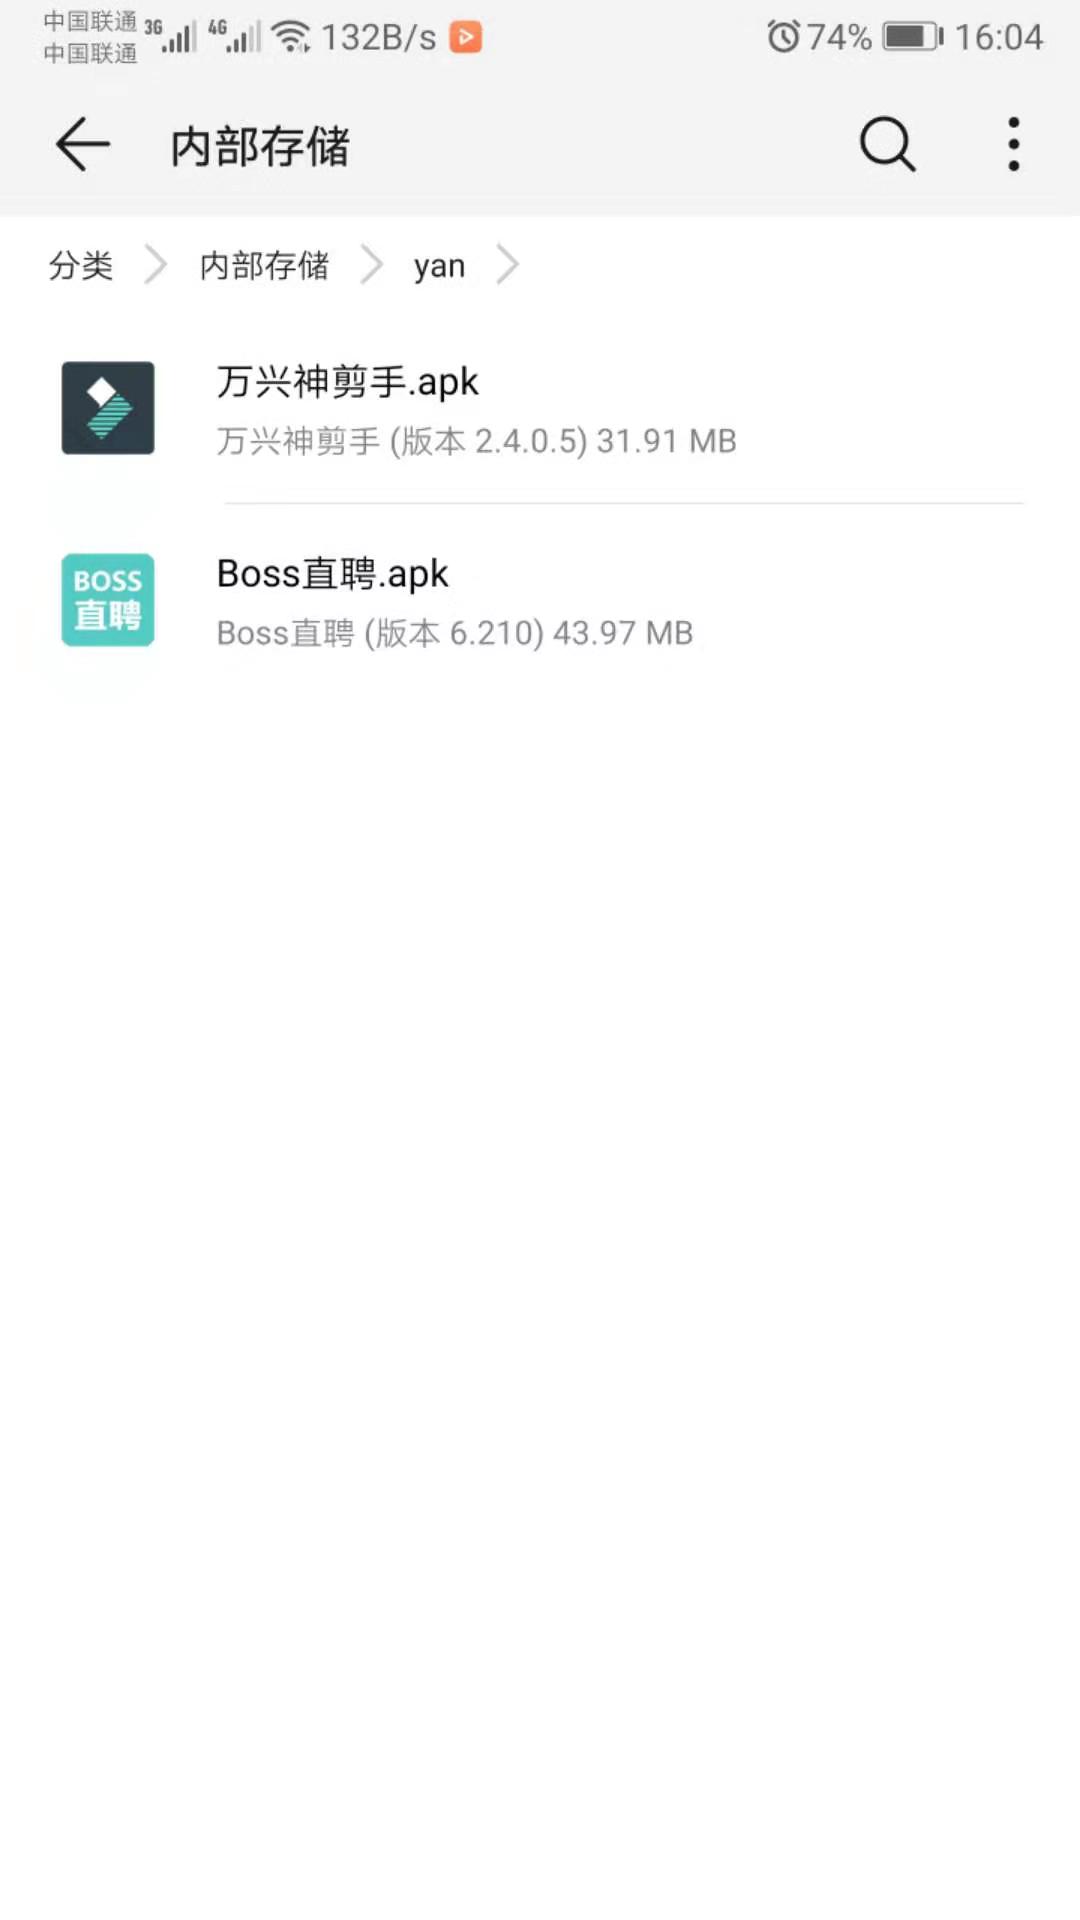 中国联通 3G 4G 132B/s 74% 16:04
中国联通
内部存储
分类 内部存储 yan
万兴神剪手.apk
万兴神剪手 (版本 2.4.0.5) 31.91 MB
BOSS
直聘
Boss直聘.apk
Boss直聘 (版本 6.210) 43.97 MB